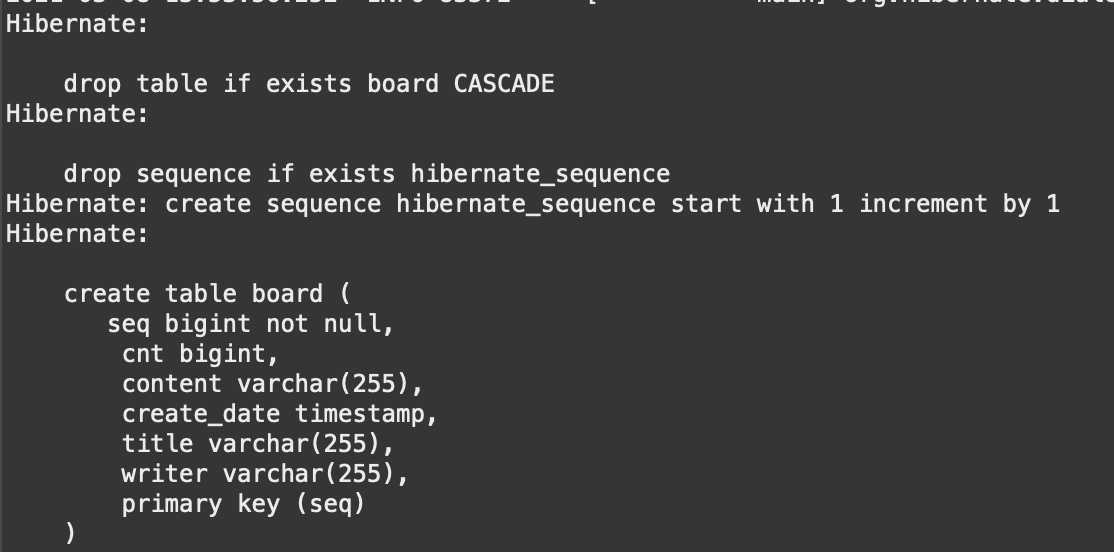 Hibernate:
drop table if exists board CASCADE
Hibernate:
drop sequence if exists hibernate_sequence
Hibernate: create sequence hibernate_sequence start with 1 increment by 1
Hibernate:
create table board (
seq bigint not null,
cnt bigint,
content varchar(255),
create_date timestamp,
title varchar(255),
writer varchar(255),
primary key (seq)
)